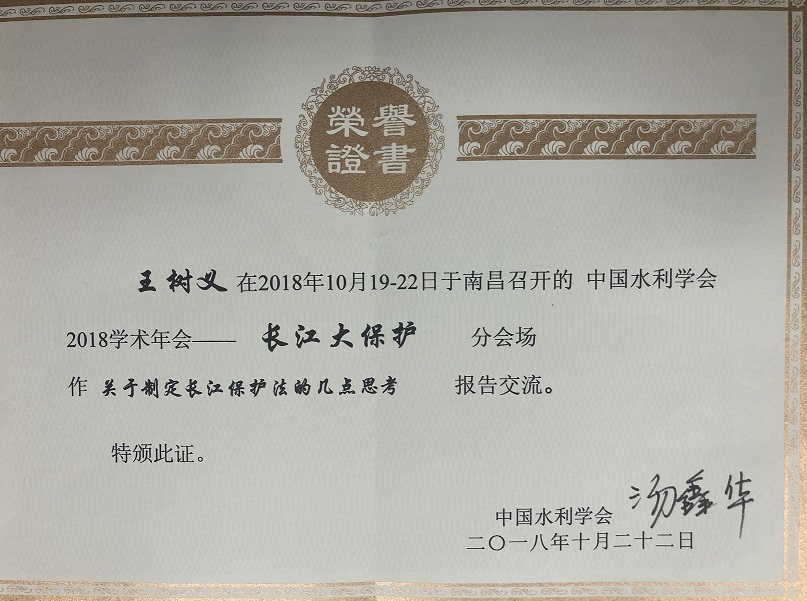 榮譽
證書
王树义 在2018年10月19-22日于南昌召开的 中国水利学会
2018学术年会—— 长江大保护 分会场
作 关于制定长江保护法的几点思考 报告交流。
特颁此证。
中国水利学会 汤鑫华
二〇一八年十月二十二日